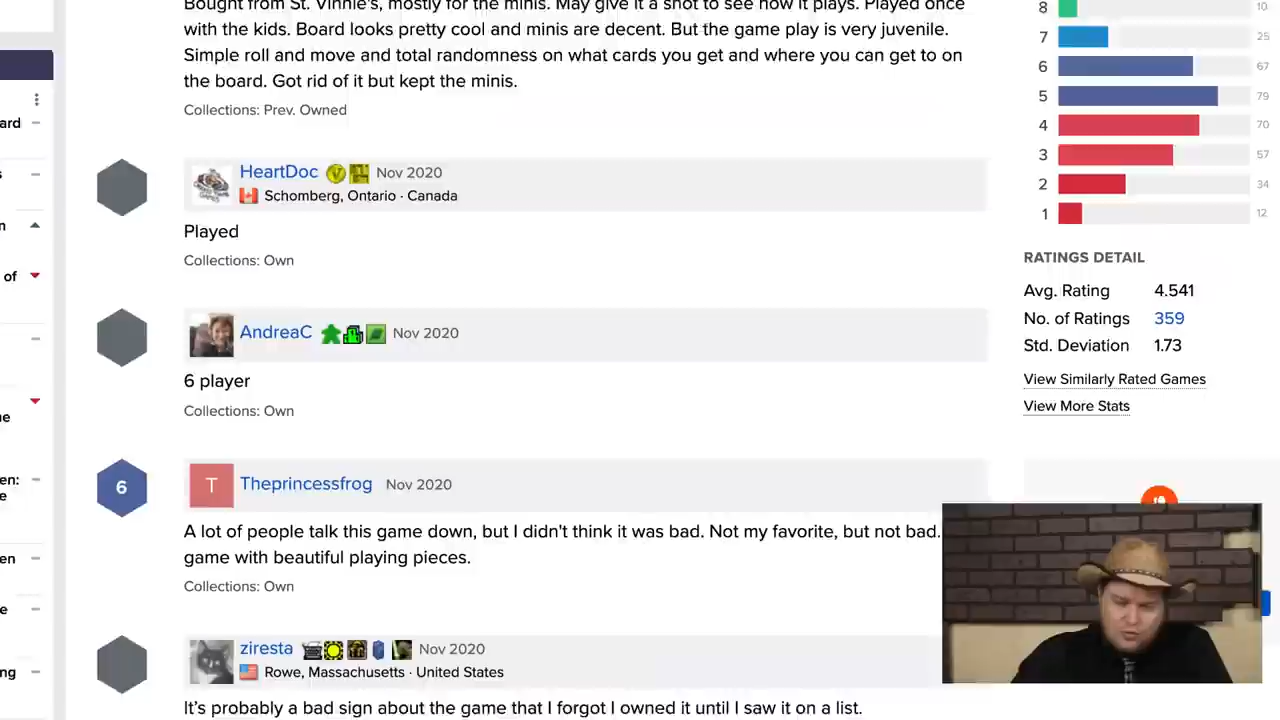 Bought from St. Vinnie's, mostly for the minis. May give it a shot to see how it plays. Played once
with the kids. Board looks pretty cool and minis are decent. But the game play is very juvenile.
Simple roll and move and total randomness on what cards you get and where you can get to on
the board. Got rid of it but kept the minis.
Collections: Prev. Owned
HeartDoc Nov 2020
Schomberg, Ontario · Canada
Played
Collections: Own
AndreaC Nov 2020
6 player
Collections: Own
6
T
Theprincessfrog Nov 2020
A lot of people talk this game down, but I didn't think it was bad. Not my favorite, but not bad.
game with beautiful playing pieces.
Collections: Own
ziresta Nov 2020
Rowe, Massachusetts · United States
It's probably a bad sign about the game that I forgot I owned it until I saw it on a list.
ard
s
n
of
ne
en:
e
en
e
ng
8 10
7 25
6 67
5 79
4 70
3 57
2 34
1 12
RATINGS DETAIL
Avg. Rating 4.541
No. of Ratings 359
Std. Deviation 1.73
View Similarly Rated Games
View More Stats